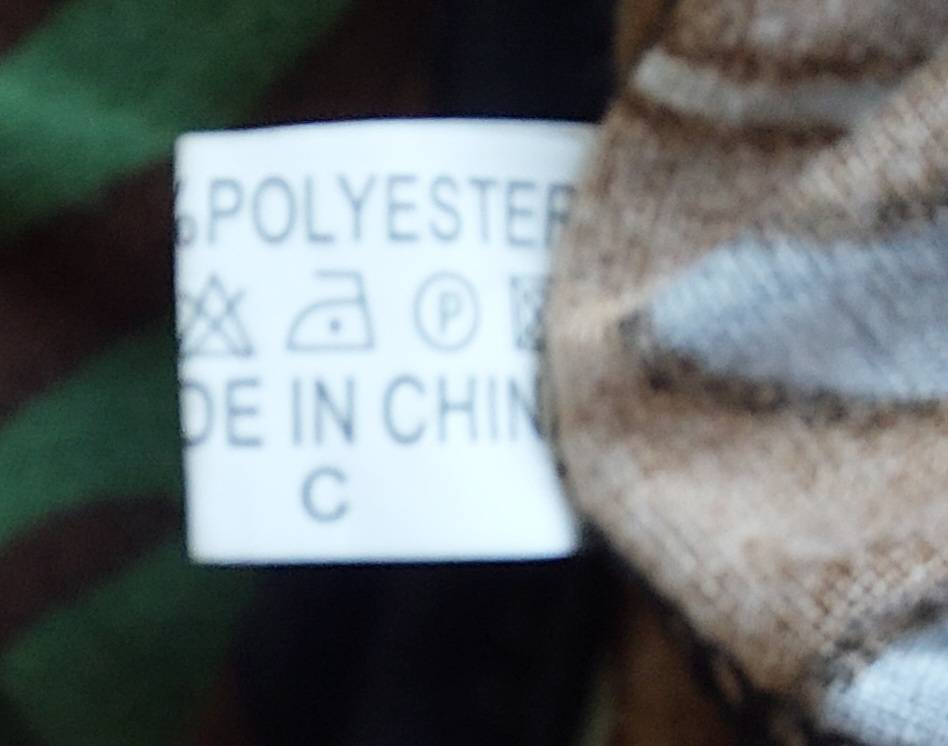 %POLYESTER
P
DE IN CHIN
C